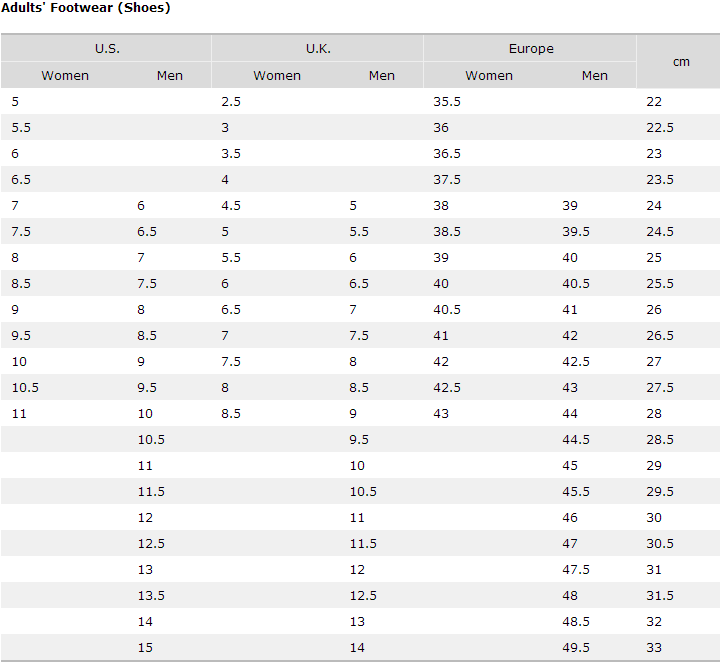 Adults' Footwear (Shoes)
U.S. U.K. Europe cm
Women Men Women Men Women Men
5 2.5 35.5 22
5.5 3 36 22.5
6 3.5 36.5 23
6.5 4 37.5 23.5
7 6 4.5 5 38 39 24
7.5 6.5 5 5.5 38.5 39.5 24.5
8 7 5.5 6 39 40 25
8.5 7.5 6 6.5 40 40.5 25.5
9 8 6.5 7 40.5 41 26
9.5 8.5 7 7.5 41 42 26.5
10 9 7.5 8 42 42.5 27
10.5 9.5 8 8.5 42.5 43 27.5
11 10 8.5 9 43 44 28
10.5 9.5 44.5 28.5
11 10 45 29
11.5 10.5 45.5 29.5
12 11 46 30
12.5 11.5 47 30.5
13 12 47.5 31
13.5 12.5 48 31.5
14 13 48.5 32
15 14 49.5 33